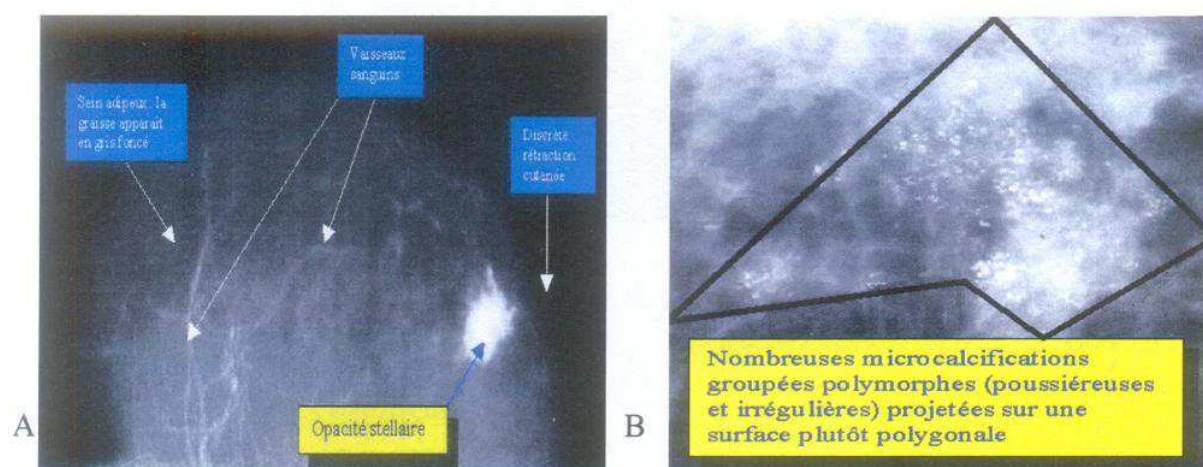 Vaisseaux
sanguins
Sein adipeux, la
graisse apparaît
en gris foncé
Discrète
rétraction
cutanée
Opacité stellaire
A
Nombreuses microcalcifications
groupées polymorphes (poussiéreuses
et irrégulières) projetées sur une
surface plutôt polygonale
B